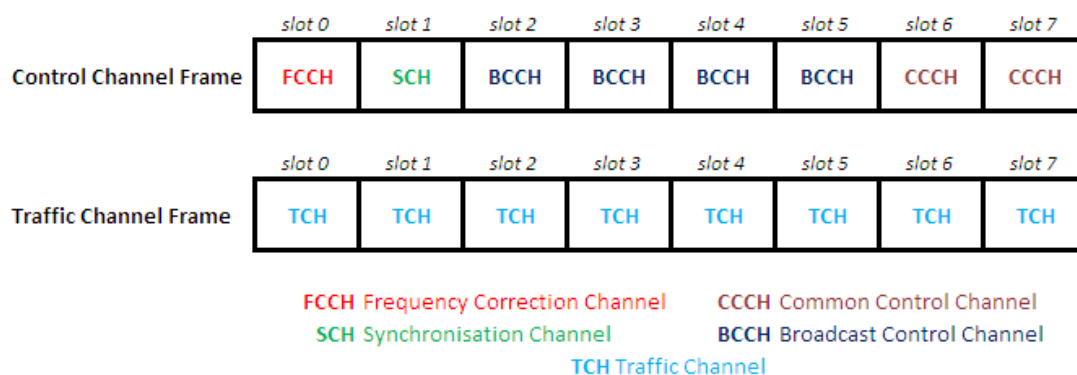 slot 0 slot 1 slot 2 slot 3 slot 4 slot 5 slot 6 slot 7
Control Channel Frame FCCH SCH BCCH BCCH BCCH BCCH CCCH CCCH
slot 0 slot 1 slot 2 slot 3 slot 4 slot 5 slot 6 slot 7
Traffic Channel Frame TCH TCH TCH TCH TCH TCH TCH TCH
FCCH Frequency Correction Channel CCCH Common Control Channel
SCH Synchronisation Channel BCCH Broadcast Control Channel
TCH Traffic Channel